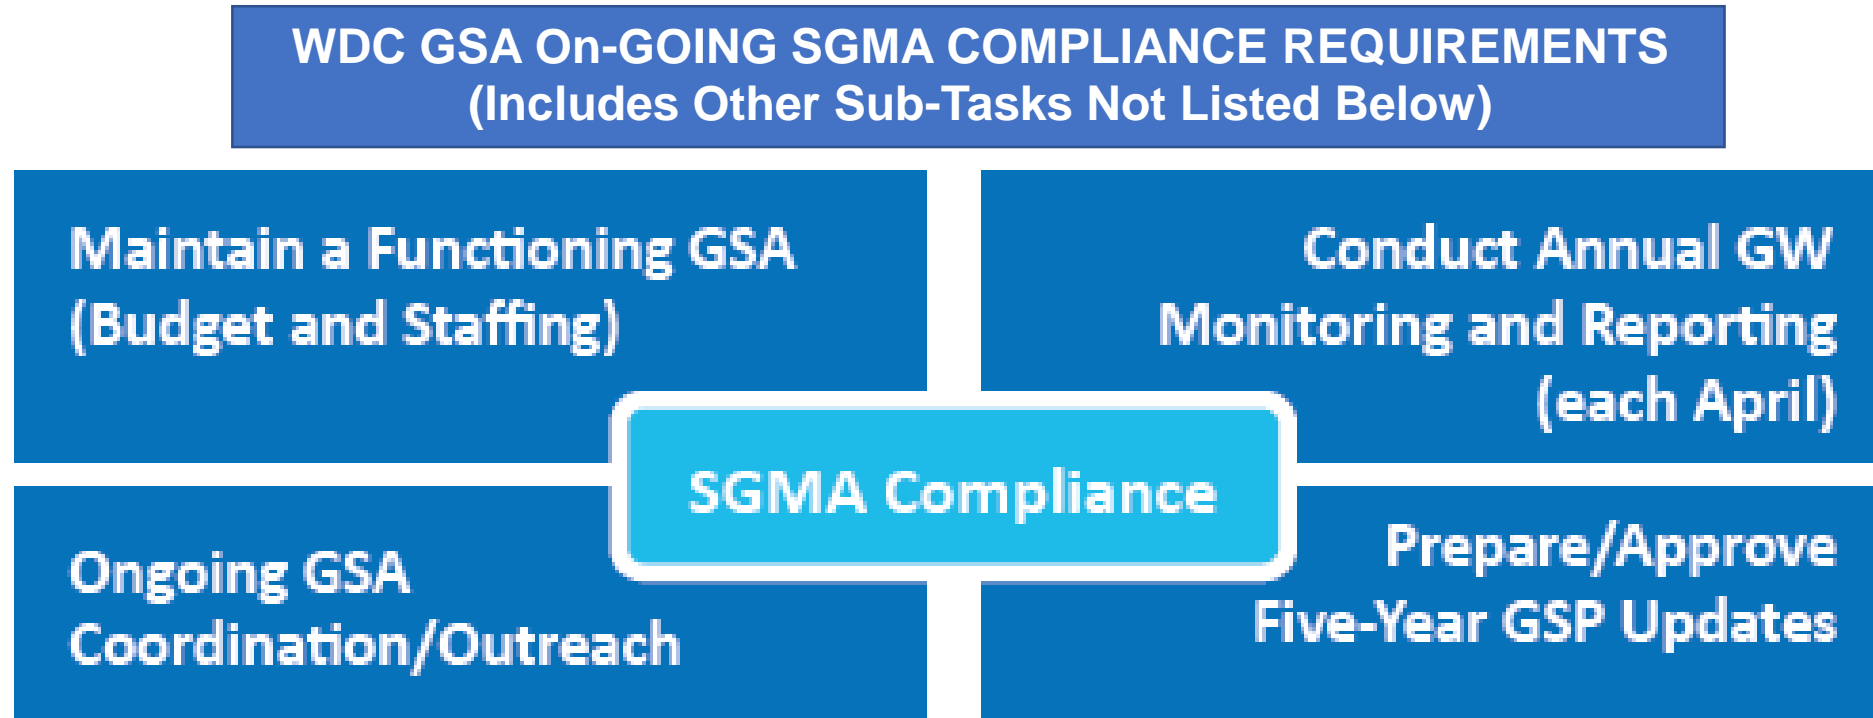 WDC GSA On-GOING SGMA COMPLIANCE REQUIREMENTS
(Includes Other Sub-Tasks Not Listed Below)
Maintain a Functioning GSA
(Budget and Staffing)
Conduct Annual GW
Monitoring and Reporting
(each April)
SGMA Compliance
Ongoing GSA
Coordination/Outreach
Prepare/Approve
Five-Year GSP Updates